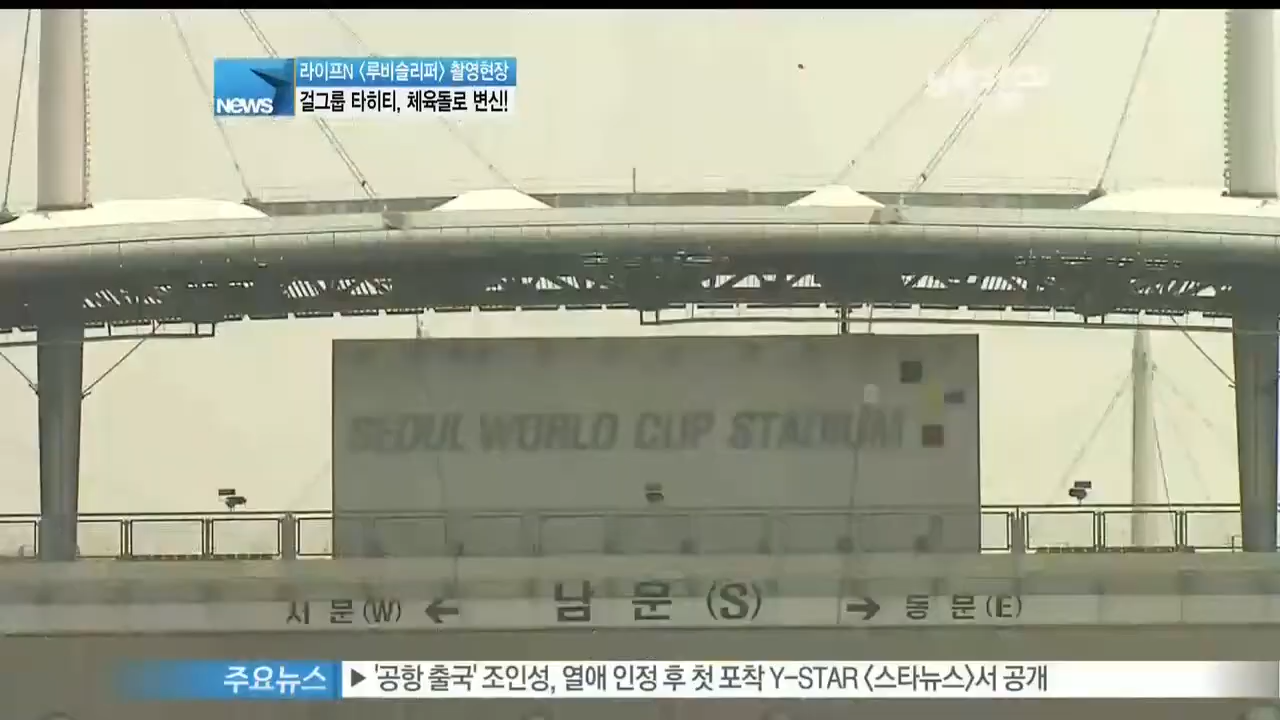 라이프N <루비슬리퍼> 촬영현장
NEWS
걸그룹 타히티, 체육돌로 변신!
SEOUL WORLD CUP STADIUM
서 문(W) ← 남 문(S) → 동 문(E)
주요뉴스 ▶ '공항 출국' 조인성, 열애 인정 후 첫 포착 Y-STAR <스타뉴스>서 공개